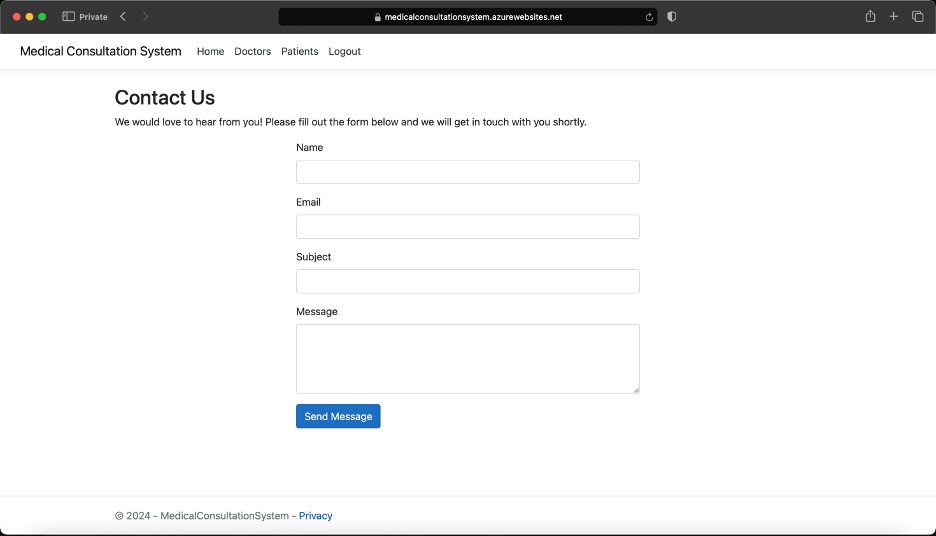 Private
medicalconsultationsystem.azurewebsites.net
Medical Consultation System Home Doctors Patients Logout
Contact Us
We would love to hear from you! Please fill out the form below and we will get in touch with you shortly.
Name
Email
Subject
Message
Send Message
© 2024 - MedicalConsultationSystem - Privacy